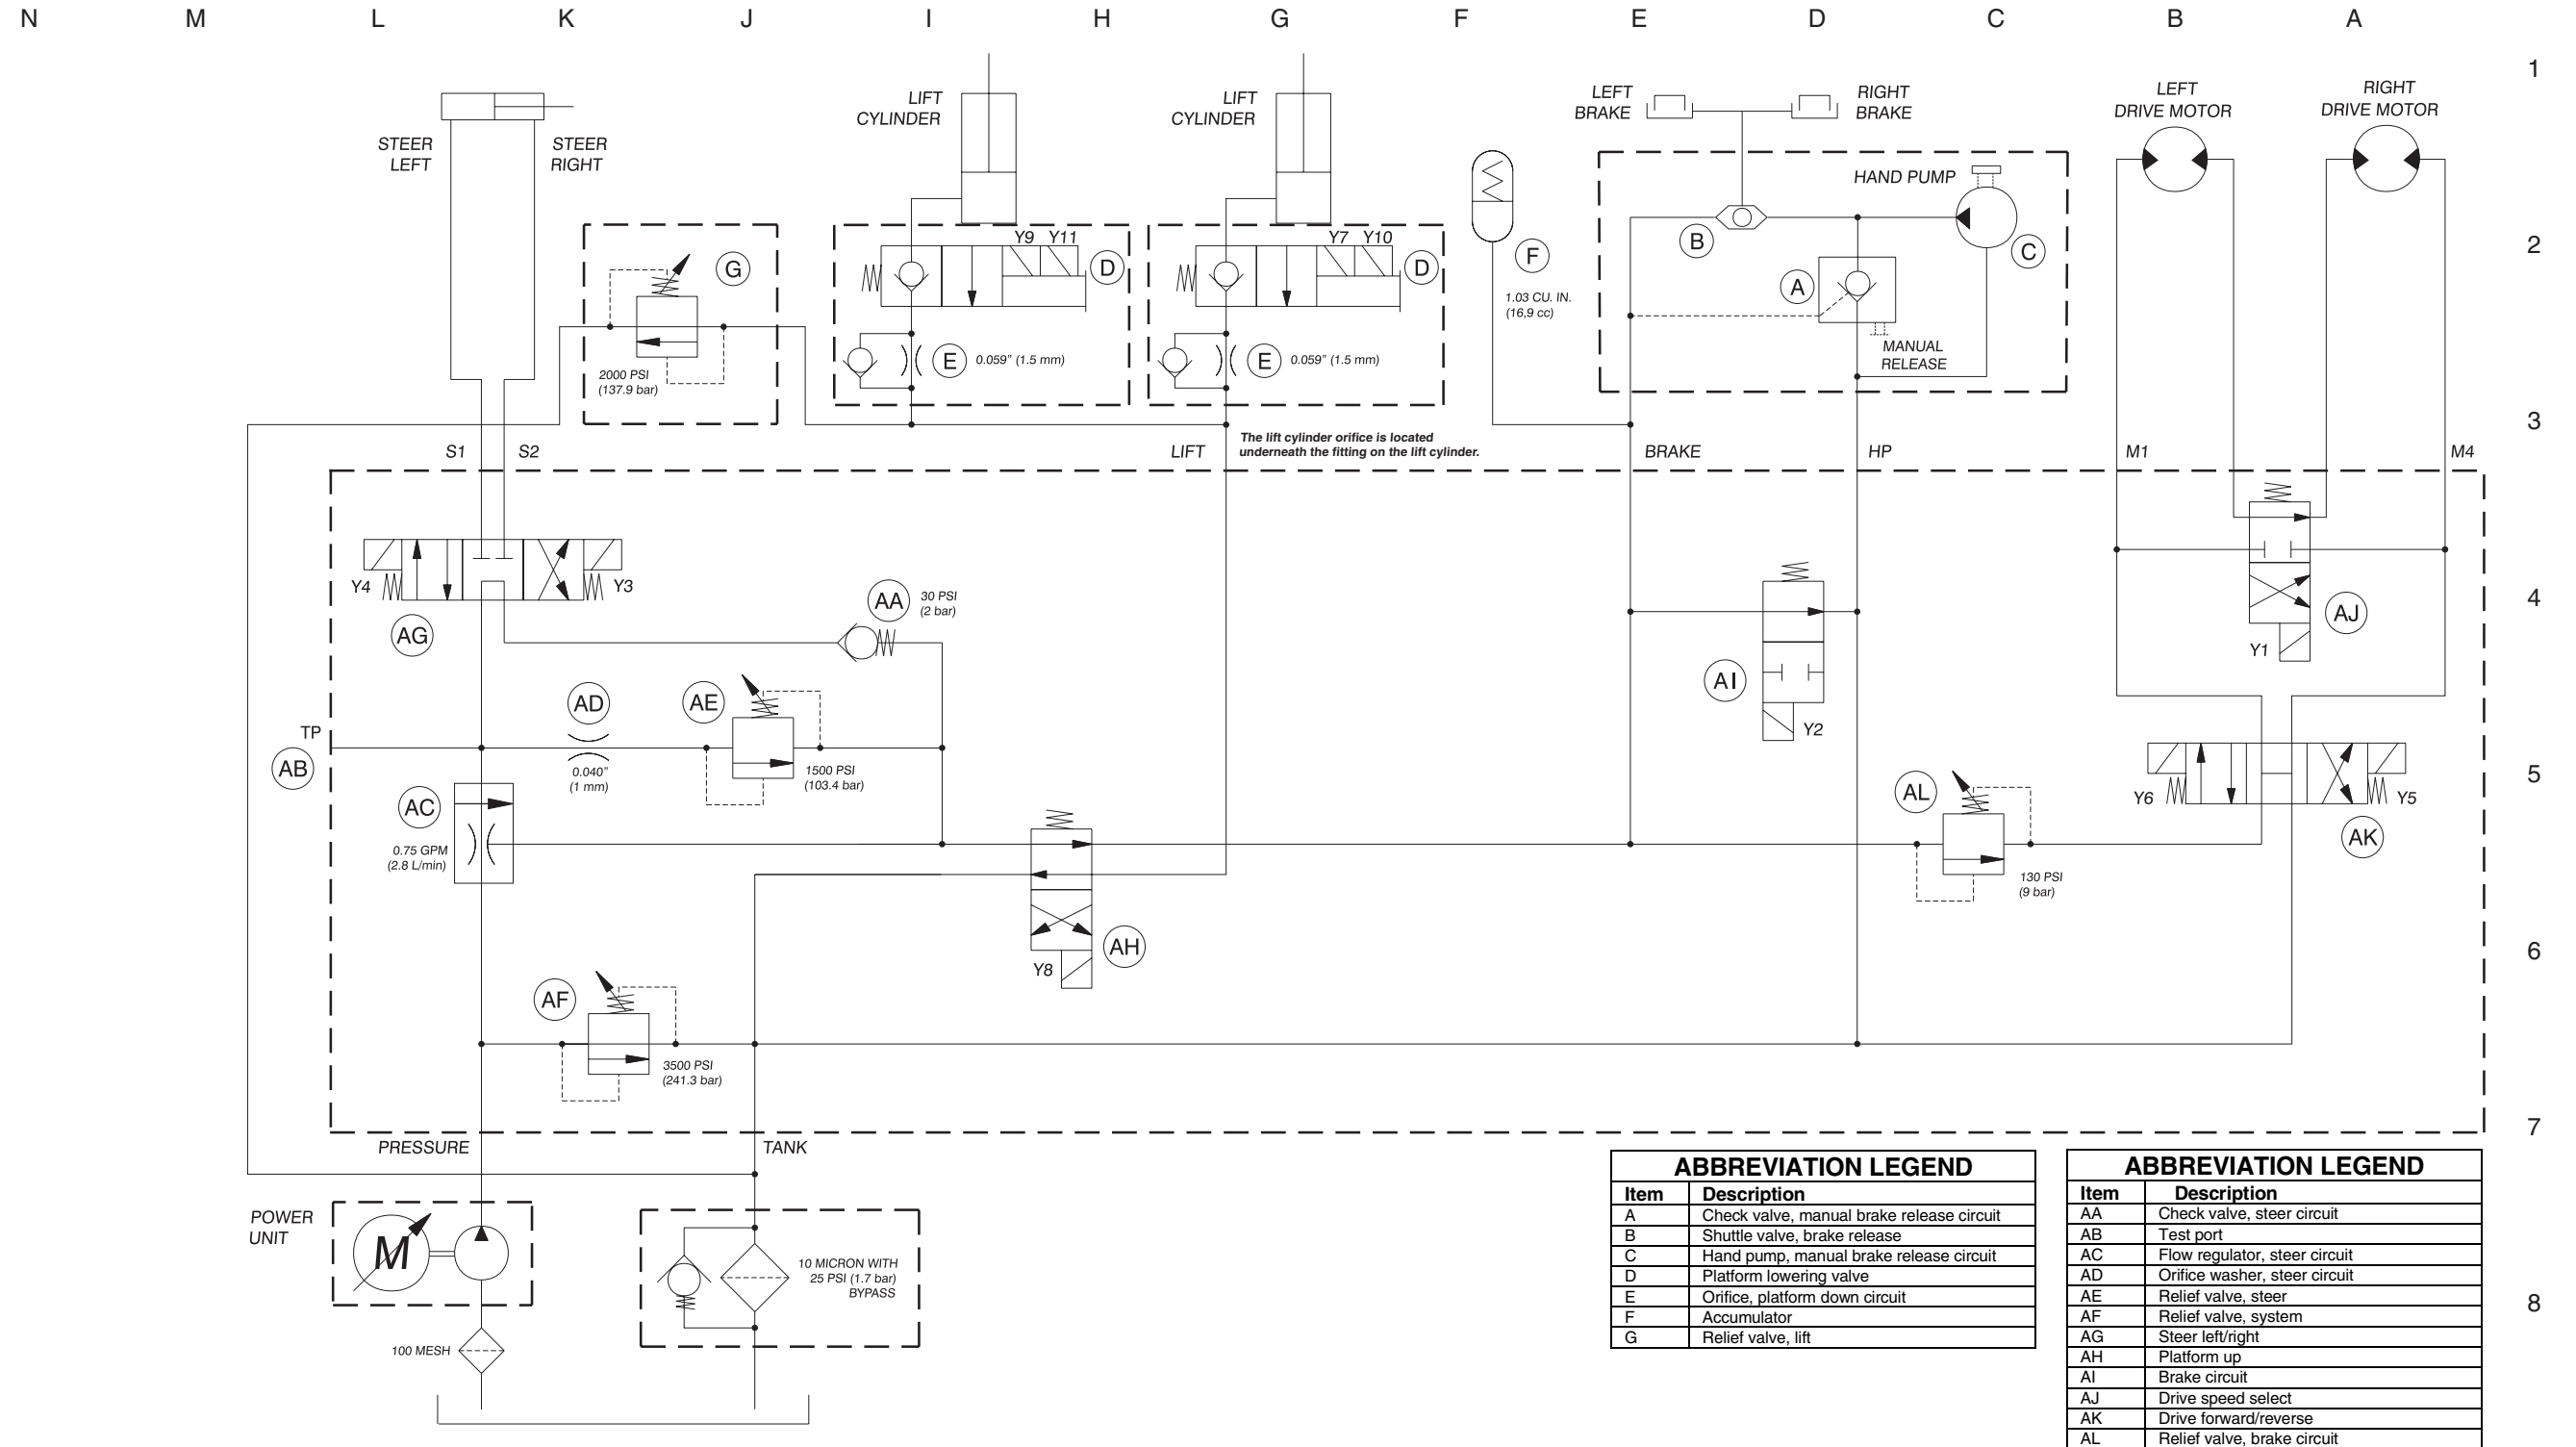 N M L K J I H G F E D C B A
1
2
3
4
5
6
7
8
STEER
LEFT
STEER
RIGHT
LIFT
CYLINDER
LIFT
CYLINDER
LEFT
BRAKE
RIGHT
BRAKE
LEFT
DRIVE MOTOR
RIGHT
DRIVE MOTOR
G
2000 PSI
(137.9 bar)
Y9 Y11
D
E
0.059” (1.5 mm)
Y7 Y10
D
E
0.059” (1.5 mm)
F
1.03 CU. IN.
(16,9 cc)
HAND PUMP
B
C
A
MANUAL
RELEASE
S1
S2
LIFT
The lift cylinder orifice is located
underneath the fitting on the lift cylinder.
BRAKE
HP
M1
M4
Y4
Y3
AG
AA
30 PSI
(2 bar)
AD
0.040”
(1 mm)
AE
1500 PSI
(103.4 bar)
TP
AB
AC
0.75 GPM
(2.8 L/min)
AI
Y2
AJ
Y1
AL
130 PSI
(9 bar)
Y6
Y5
AK
AH
Y8
AF
3500 PSI
(241.3 bar)
PRESSURE
TANK
POWER
UNIT
M
10 MICRON WITH
25 PSI (1.7 bar)
BYPASS
100 MESH
ABBREVIATION LEGEND
Item Description
A Check valve, manual brake release circuit
B Shuttle valve, brake release
C Hand pump, manual brake release circuit
D Platform lowering valve
E Orifice, platform down circuit
F Accumulator
G Relief valve, lift
ABBREVIATION LEGEND
Item Description
AA Check valve, steer circuit
AB Test port
AC Flow regulator, steer circuit
AD Orifice washer, steer circuit
AE Relief valve, steer
AF Relief valve, system
AG Steer left/right
AH Platform up
AI Brake circuit
AJ Drive speed select
AK Drive forward/reverse
AL Relief valve, brake circuit